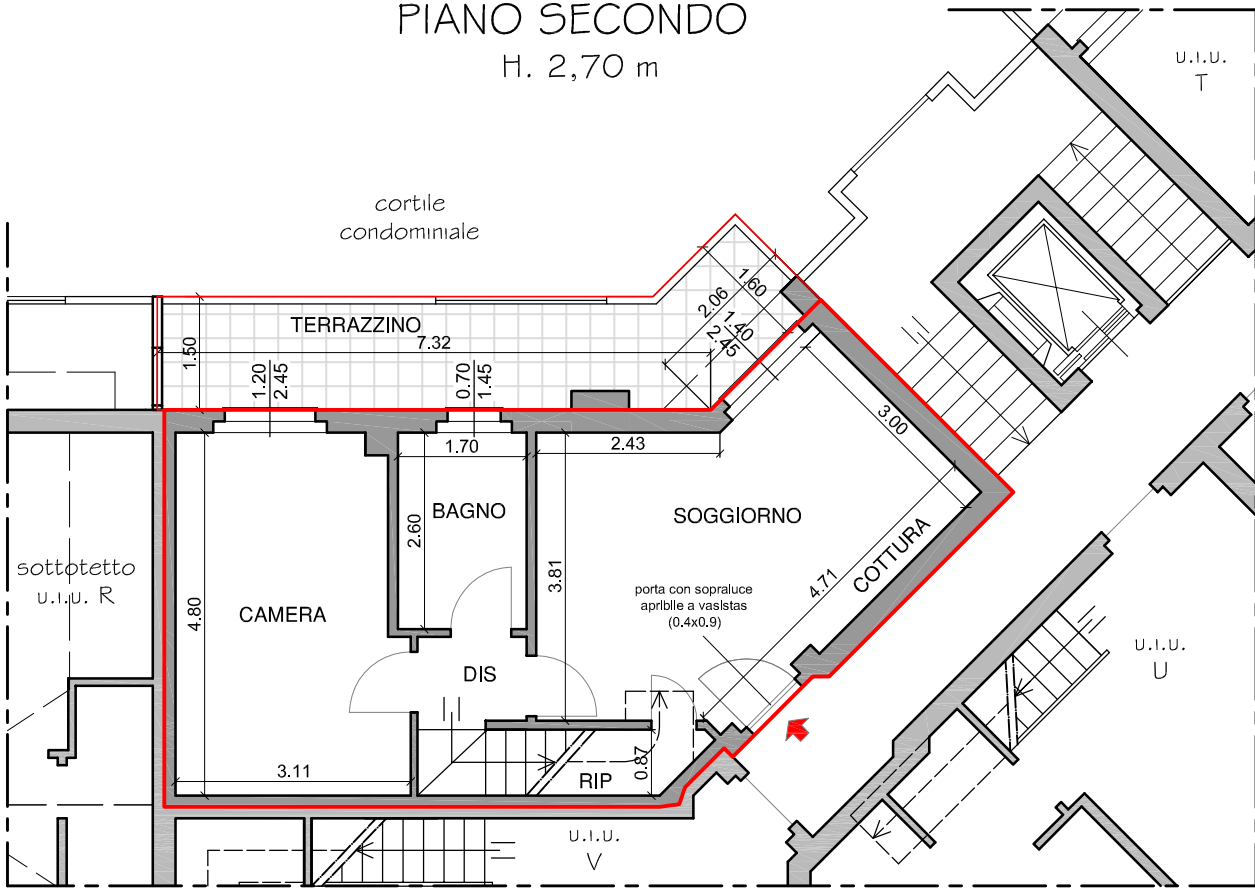 PIANO SECONDO
H. 2,70 m
u.i.u.
T
cortile
condominiale
TERRAZZINO
7.32
1.50
1.20
2.45
0.70
1.45
2.06
1.60
1.40
2.45
3.00
1.70
2.43
BAGNO
2.60
SOGGIORNO
COTTURA
4.71
3.81
porta con sopraluce
apribile a vasistas
(0.4x0.9)
sottotetto
u.i.u. R
4.80
CAMERA
DIS
u.i.u.
U
3.11
RIP
0.87
u.i.u.
V